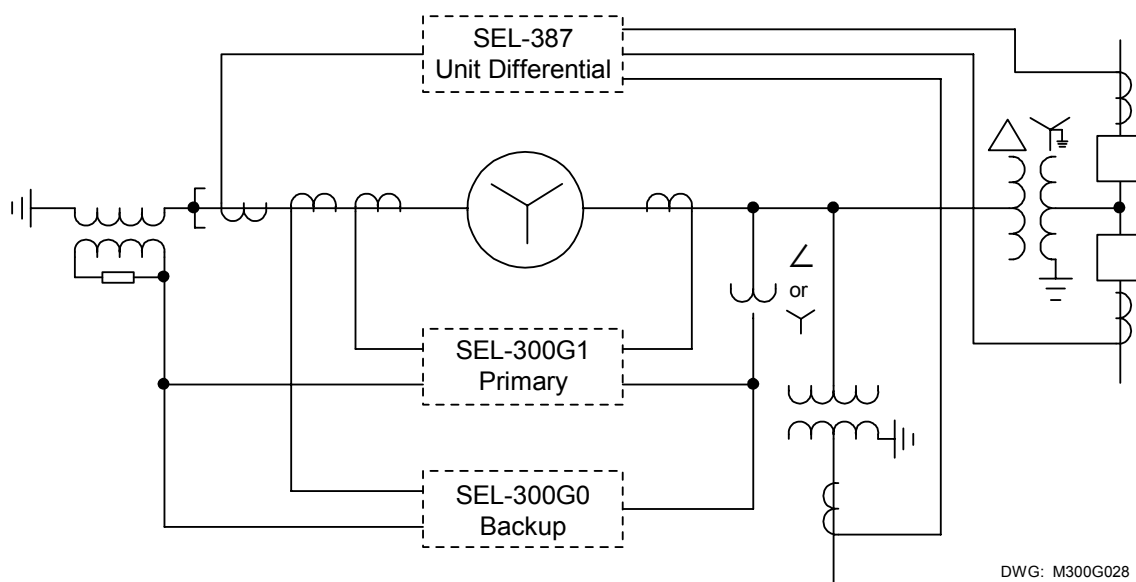 SEL-387
Unit Differential
or
SEL-300G1
Primary
SEL-300G0
Backup
DWG: M300G028